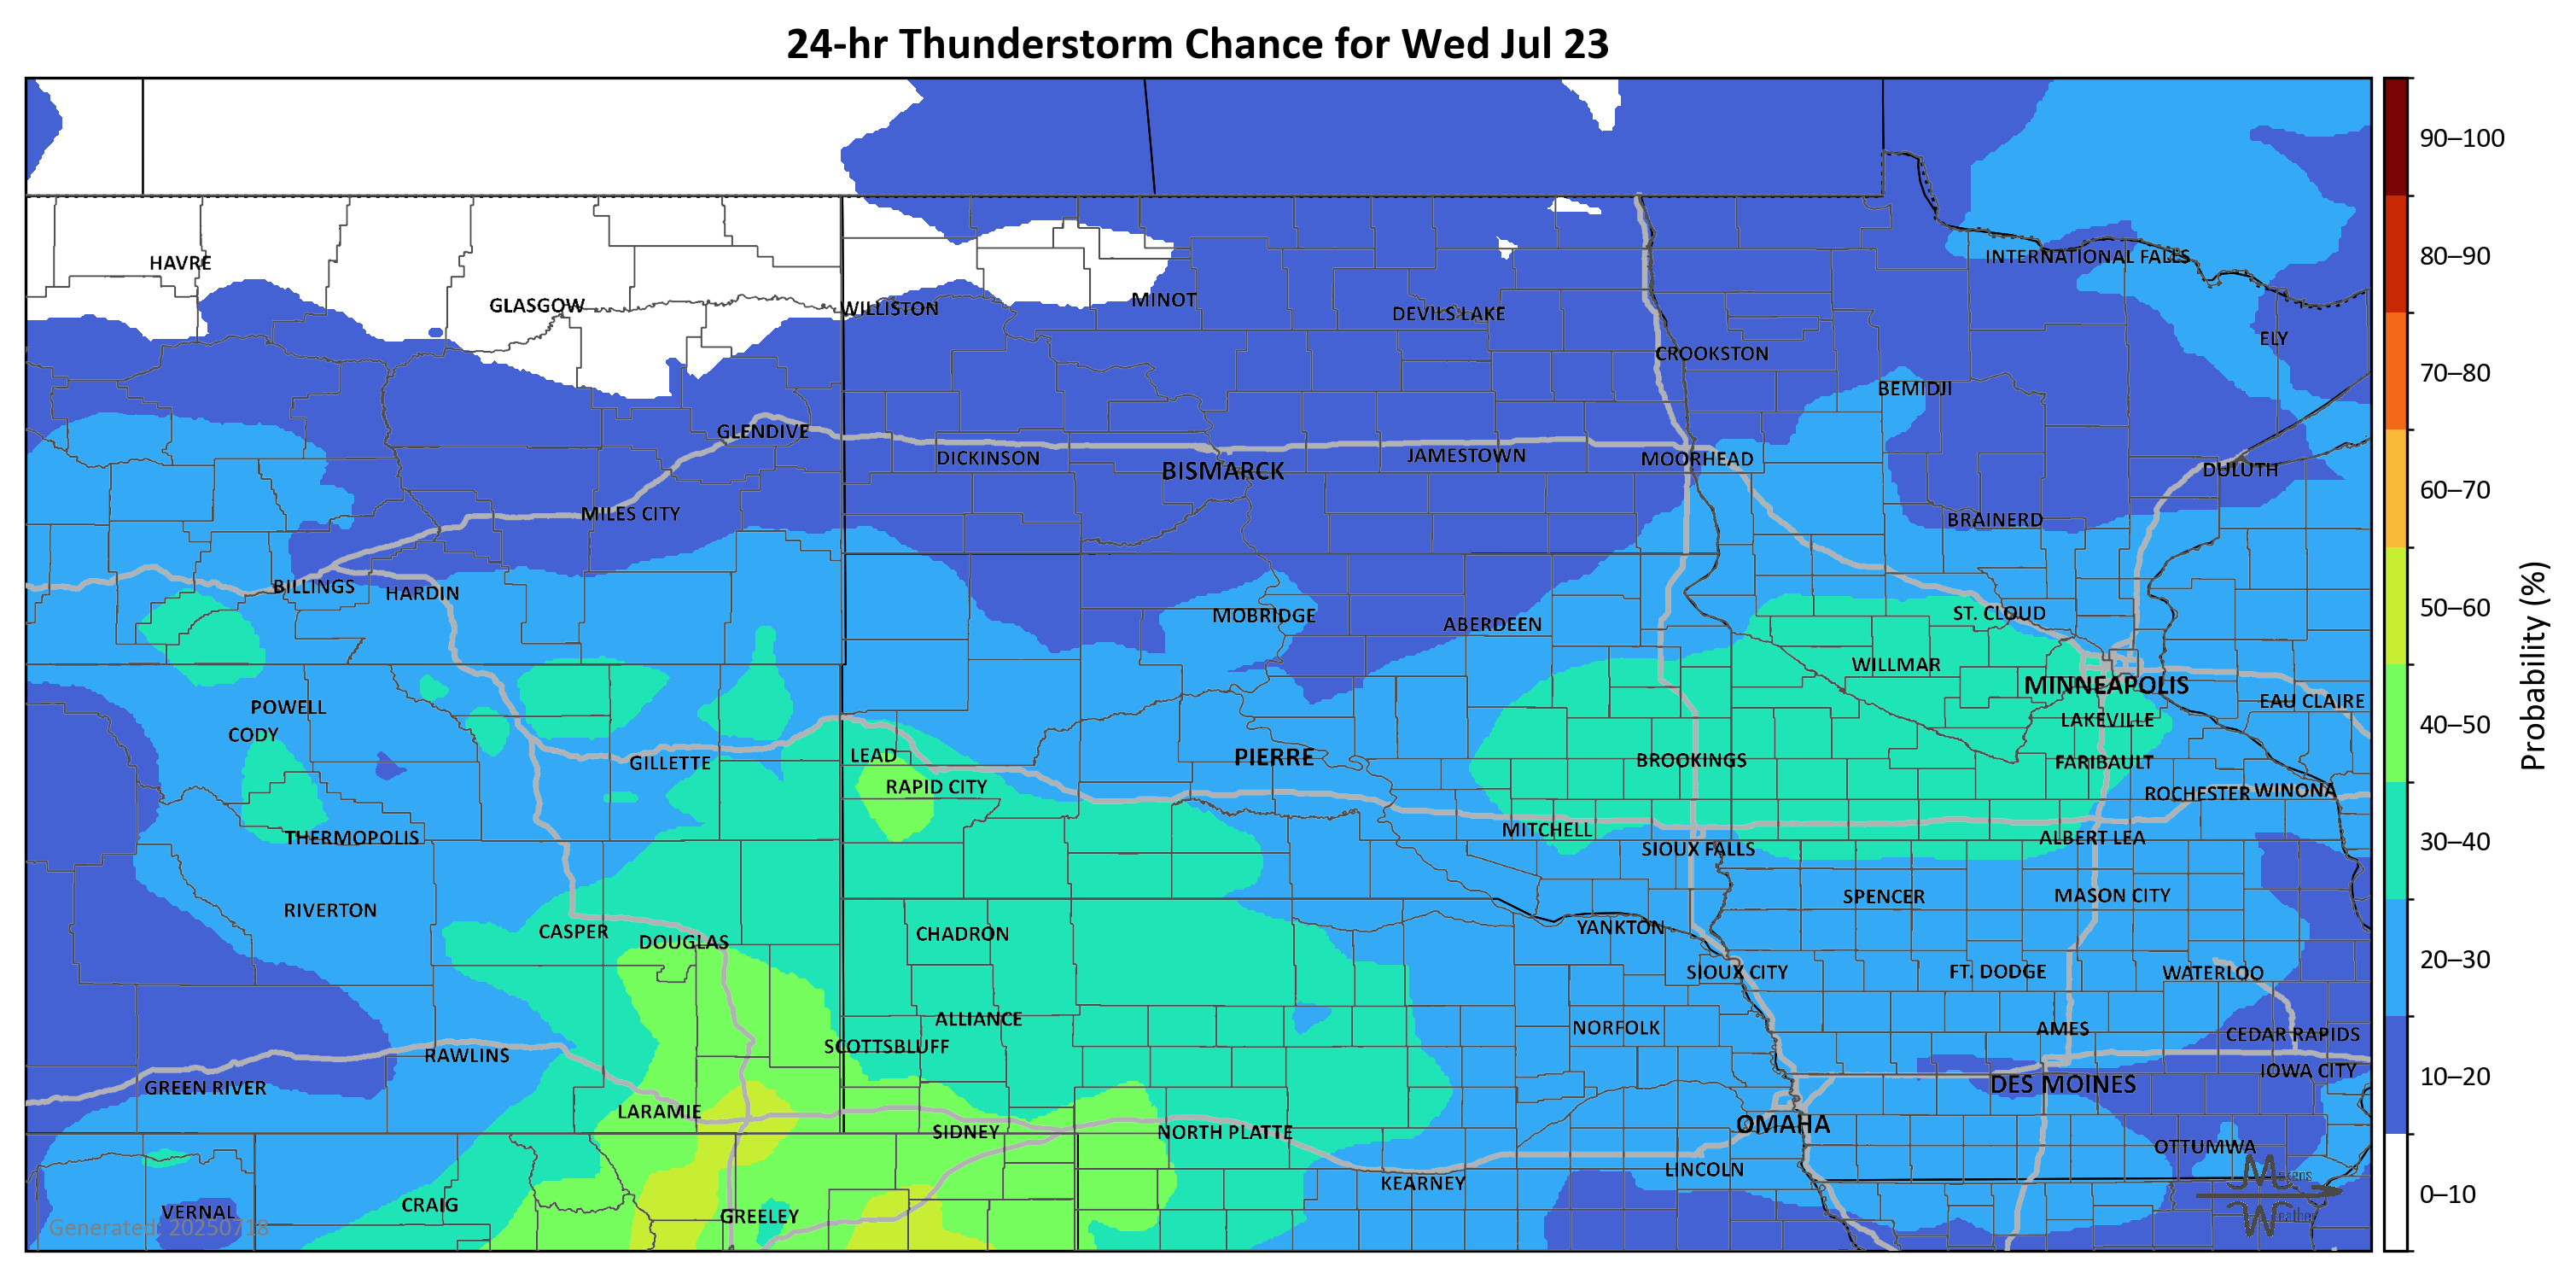 24-hr Thunderstorm Chance for Wed Jul 23
90–100
80–90
70–80
60–70
50–60
40–50
30–40
20–30
10–20
0–10
Probability (%)
HAVRE
INTERNATIONAL FALLS
GLASGOW
WILLISTON
MINOT
DEVILS LAKE
ELY
CROOKSTON
BEMIDJI
GLENDIVE
DICKINSON
BISMARCK
JAMESTOWN
MOORHEAD
DULUTH
MILES CITY
BRAINERD
BILLINGS
HARDIN
MOBRIDGE
ABERDEEN
ST. CLOUD
WILLMAR
MINNEAPOLIS
EAU CLAIRE
POWELL
LAKEVILLE
CODY
GILLETTE
LEAD
PIERRE
BROOKINGS
FARIBAULT
RAPID CITY
ROCHESTER
WINONA
THERMOPOLIS
MITCHELL
ALBERT LEA
SIOUX FALLS
RIVERTON
SPENCER
MASON CITY
CASPER
DOUGLAS
CHADRON
YANKTON
SIOUX CITY
FT. DODGE
WATERLOO
ALLIANCE
NORFOLK
AMES
CEDAR RAPIDS
RAWLINS
SCOTTSBLUFF
GREEN RIVER
DES MOINES
IOWA CITY
LARAMIE
SIDNEY
NORTH PLATTE
OMAHA
OTTUMWA
LINCOLN
KEARNEY
VERNAL
CRAIG
GREELEY
Generated: 20250718
Makens
Weather